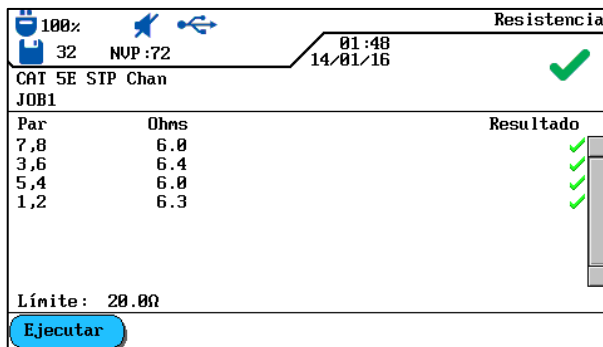 100%
Resistencia
32 NVP:72
01:48
14/01/16
CAT 5E STP Chan
JOB1
Par Ohms Resultado
7,8 6.0
3,6 6.4
5,4 6.0
1,2 6.3
Límite: 20.0Ω
Ejecutar